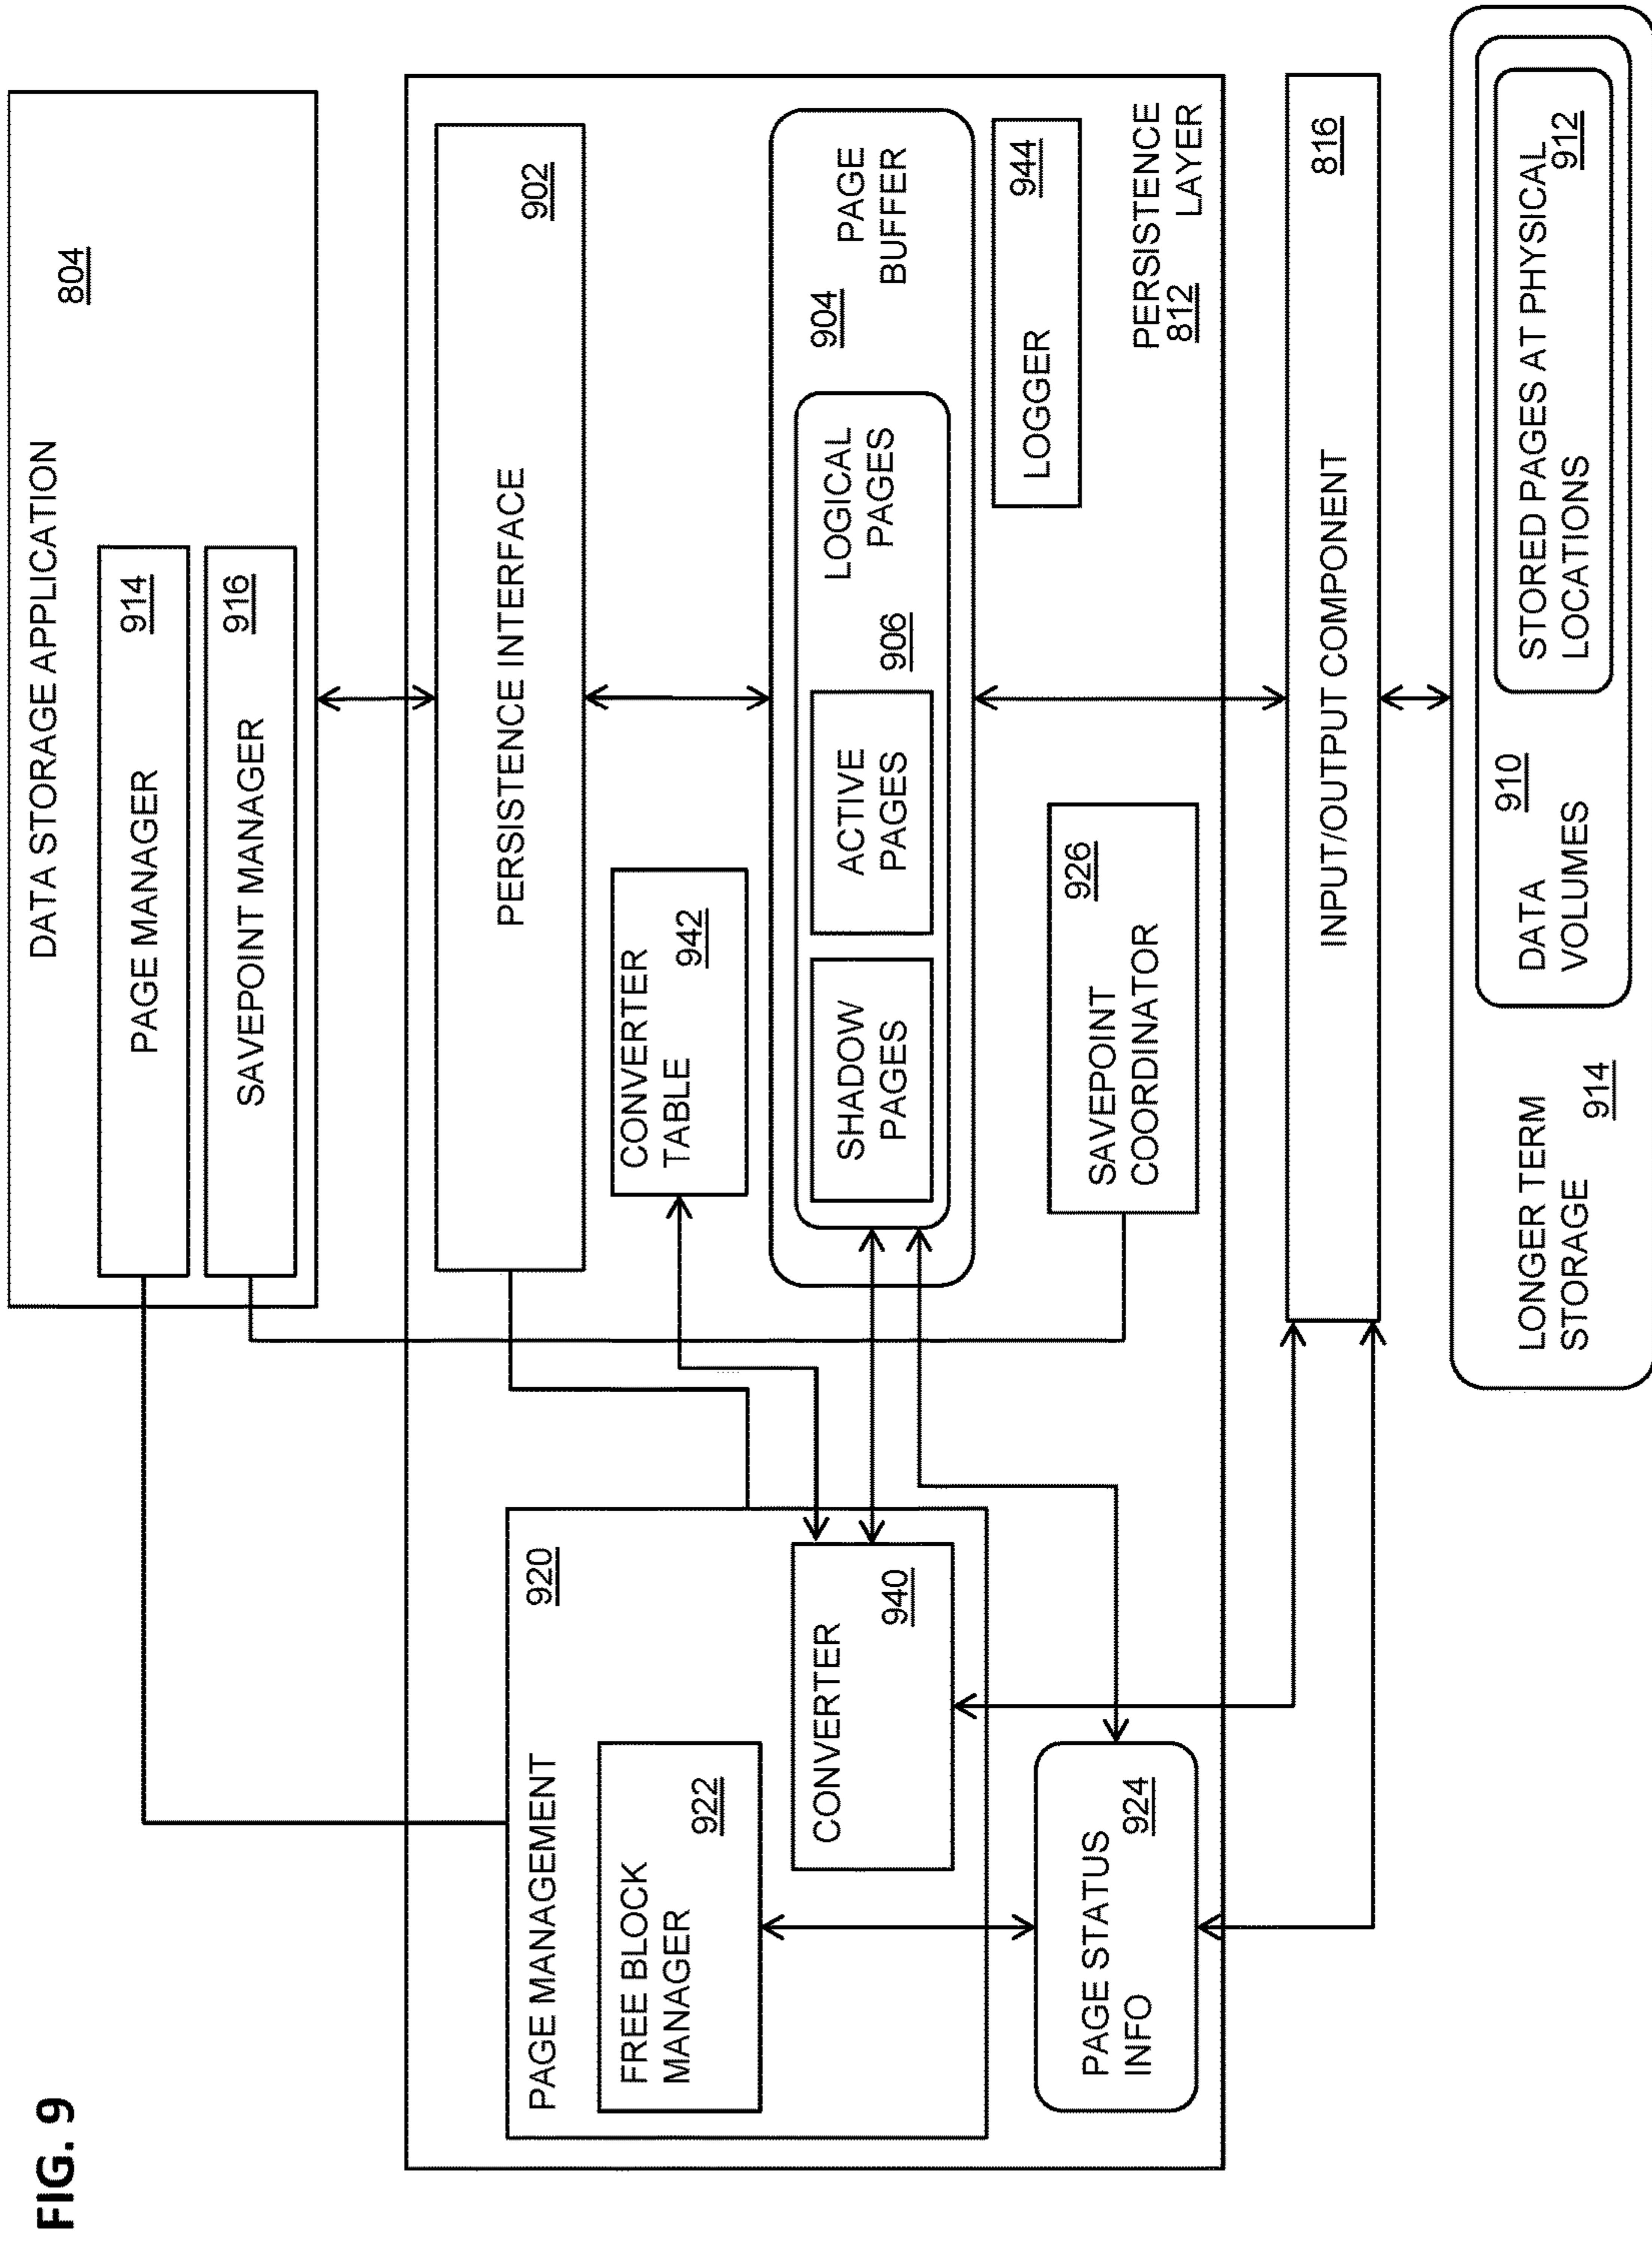 FIG. 9
DATA STORAGE APPLICATION
804
PAGE MANAGER
914
SAVEPOINT MANAGER
916
PERSISTENCE INTERFACE
902
PAGE MANAGEMENT
920
FREE BLOCK
MANAGER
922
CONVERTER
940
CONVERTER
TABLE
942
904
PAGE
BUFFER
LOGICAL
PAGES
906
SHADOW
PAGES
ACTIVE
PAGES
PAGE STATUS
INFO
924
SAVEPOINT
COORDINATOR
926
LOGGER
944
PERSISTENCE
LAYER
812
INPUT/OUTPUT COMPONENT
816
LONGER TERM
STORAGE
914
DATA
VOLUMES
910
STORED PAGES AT PHYSICAL
LOCATIONS
912